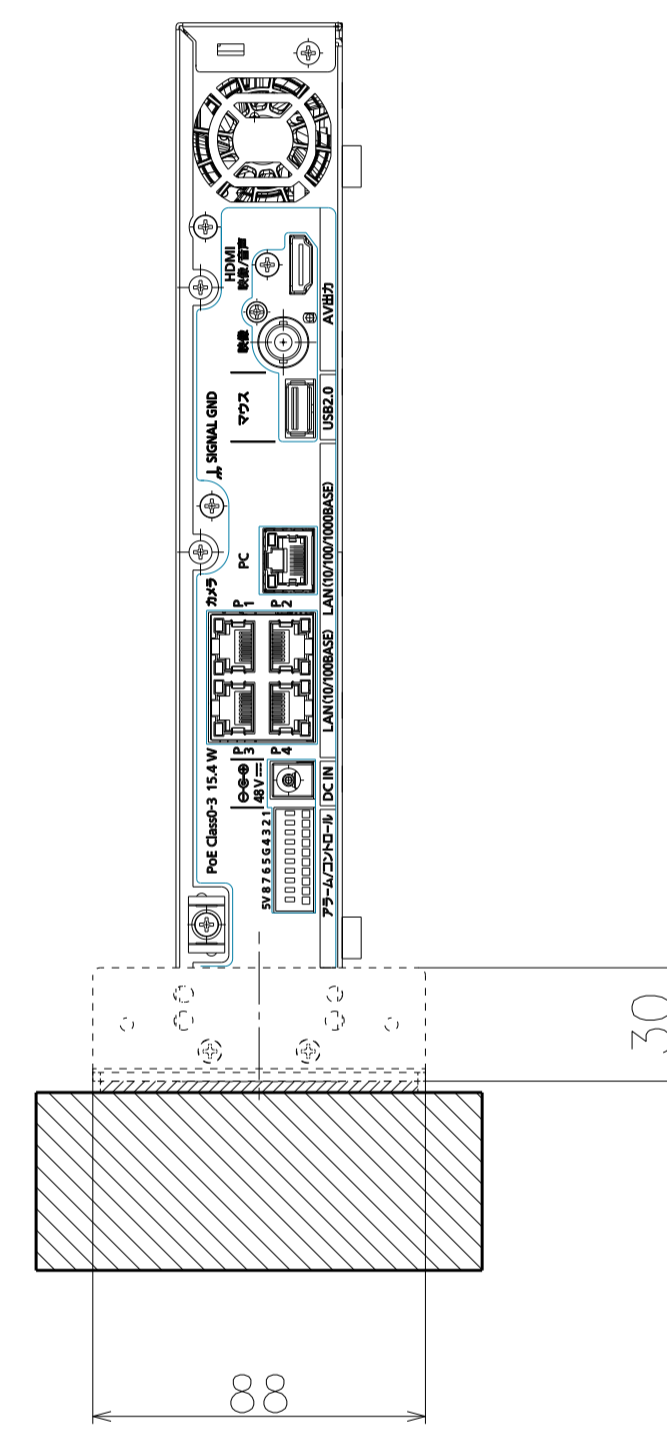 アラーム/コントロール
5V 8 7 6 5 G 4 3 2 1
DC IN
48V
PoE Class0-3 15.4 W
カメラ
P3
P1
P4
P2
LAN(10/100BASE)
PC
LAN(10/100/1000BASE)
SIGNAL GND
マウス
USB2.0
映像
HDMI
映像/音声
AV出力
30
88